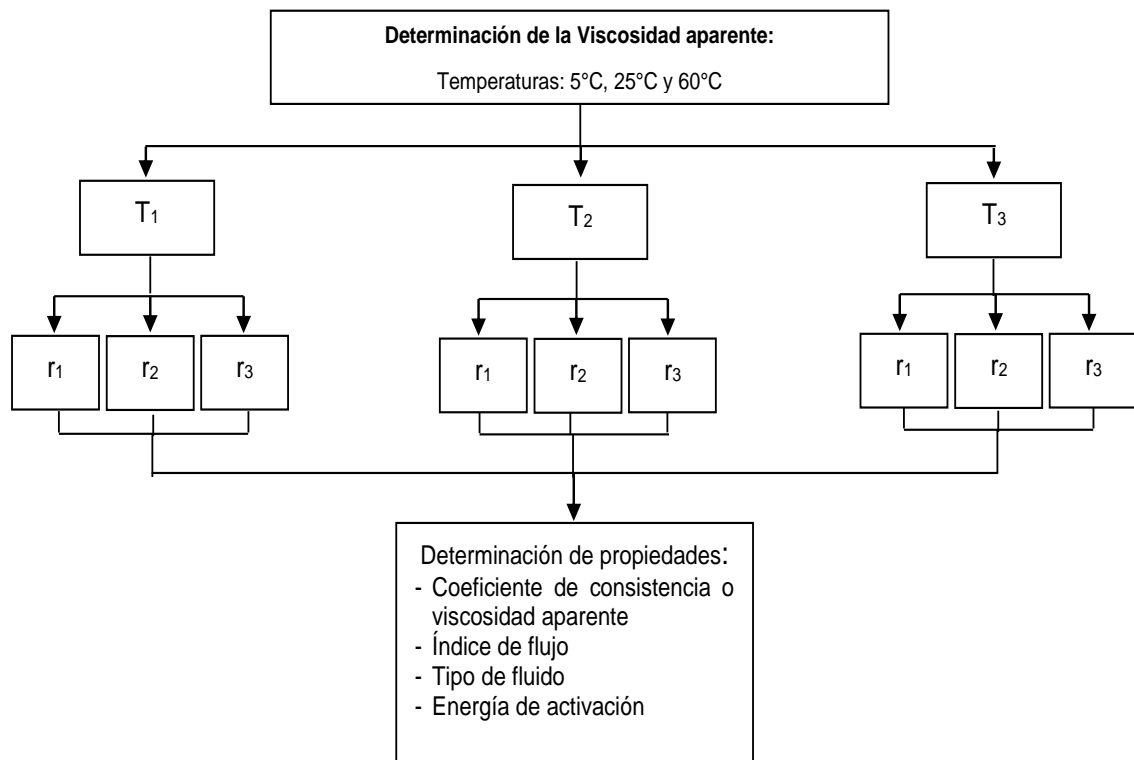 Determinación de la Viscosidad aparente:
Temperaturas: 5°C, 25°C y 60°C
T1
T2
T3
r1
r2
r3
r1
r2
r3
r1
r2
r3
Determinación de propiedades:
- Coeficiente de consistencia o
viscosidad aparente
- Índice de flujo
- Tipo de fluido
- Energía de activación